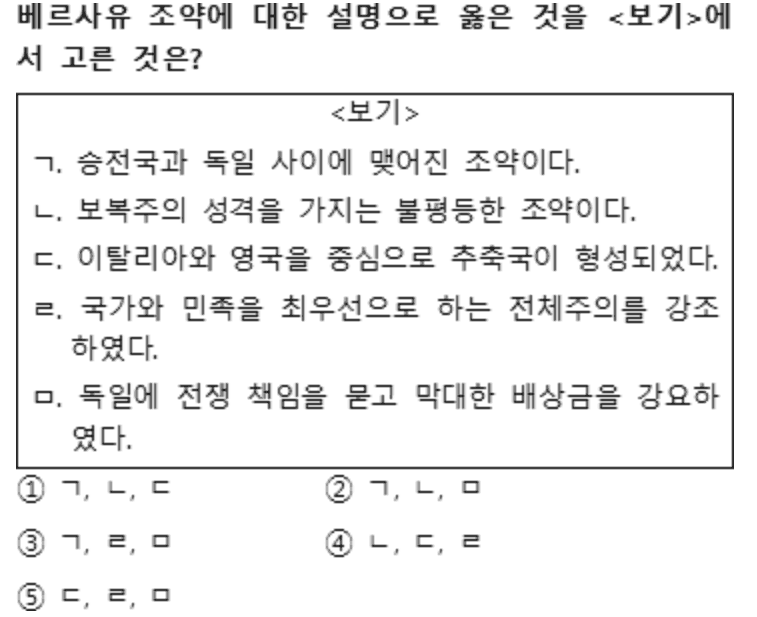 베르사유 조약에 대한 설명으로 옳은 것을 <보기>에
서 고른 것은?
<보기>
ㄱ. 승전국과 독일 사이에 맺어진 조약이다.
ㄴ. 보복주의 성격을 가지는 불평등한 조약이다.
ㄷ. 이탈리아와 영국을 중심으로 추축국이 형성되었다.
ㄹ. 국가와 민족을 최우선으로 하는 전체주의를 강조
하였다.
ㅁ. 독일에 전쟁 책임을 묻고 막대한 배상금을 강요하
였다.
① ㄱ, ㄴ, ㄷ ② ㄱ, ㄴ, ㅁ
③ ㄱ, ㄹ, ㅁ ④ ㄴ, ㄷ, ㄹ
⑤ ㄷ, ㄹ, ㅁ